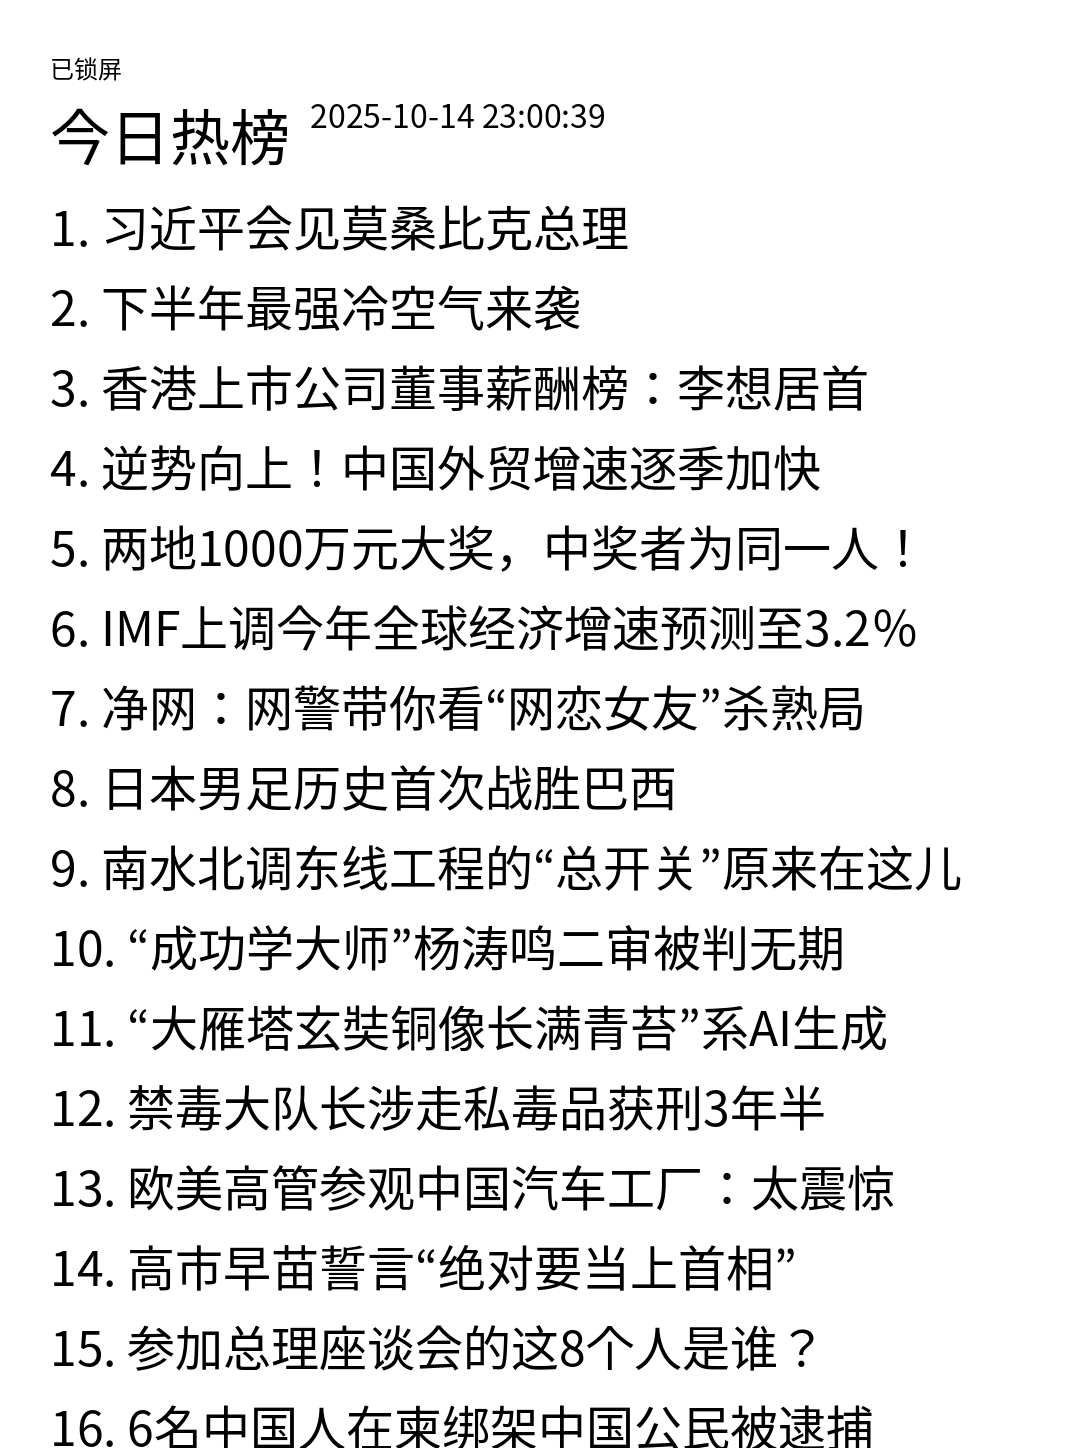 已锁屏
今日热榜 2025-10-14 23:00:39
1. 习近平会见莫桑比克总理
2. 下半年最强冷空气来袭
3. 香港上市公司董事薪酬榜：李想居首
4. 逆势向上！中国外贸增速逐季加快
5. 两地1000万元大奖，中奖者为同一人！
6. IMF上调今年全球经济增速预测至3.2%
7. 净网：网警带你看“网恋女友”杀熟局
8. 日本男足历史首次战胜巴西
9. 南水北调东线工程的“总开关”原来在这儿
10. “成功学大师”杨涛鸣二审被判无期
11. “大雁塔玄奘铜像长满青苔”系AI生成
12. 禁毒大队长涉走私毒品获刑3年半
13. 欧美高管参观中国汽车工厂：太震惊
14. 高市早苗誓言“绝对要当上首相”
15. 参加总理座谈会的这8个人是谁？
16. 6名中国人在柬绑架中国公民被逮捕